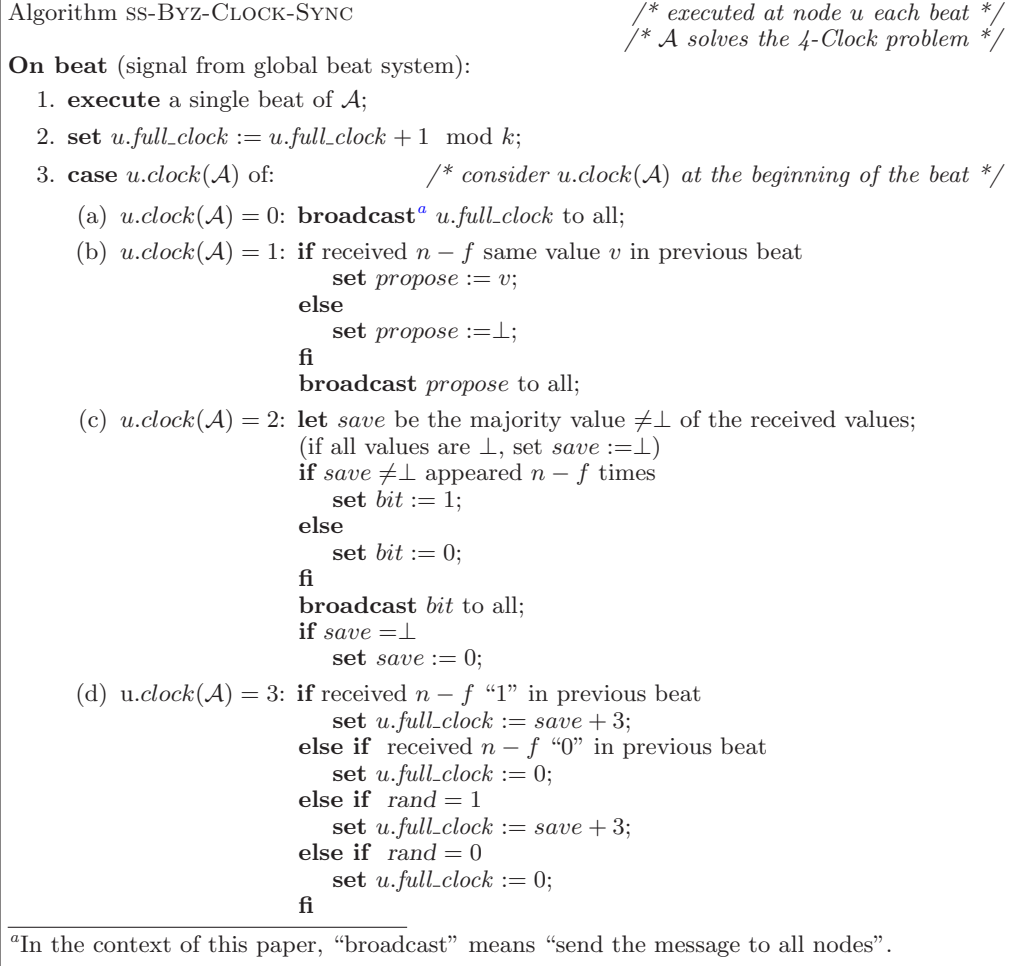 Algorithm SS-BYZ-CLOCK-SYNC /* executed at node u each beat */
/* 𝒜 solves the 4-Clock problem */
On beat (signal from global beat system):
1. execute a single beat of 𝒜;
2. set u.full_clock := u.full_clock + 1 mod k;
3. case u.clock(𝒜) of: /* consider u.clock(𝒜) at the beginning of the beat */
(a) u.clock(𝒜) = 0: broadcast^a u.full_clock to all;
(b) u.clock(𝒜) = 1: if received n − f same value v in previous beat
set propose := v;
else
set propose :=⊥;
fi
broadcast propose to all;
(c) u.clock(𝒜) = 2: let save be the majority value ≠⊥ of the received values;
(if all values are ⊥, set save :=⊥)
if save ≠⊥ appeared n − f times
set bit := 1;
else
set bit := 0;
fi
broadcast bit to all;
if save =⊥
set save := 0;
(d) u.clock(𝒜) = 3: if received n − f “1” in previous beat
set u.full_clock := save + 3;
else if received n − f “0” in previous beat
set u.full_clock := 0;
else if rand = 1
set u.full_clock := save + 3;
else if rand = 0
set u.full_clock := 0;
fi
^a In the context of this paper, “broadcast” means “send the message to all nodes”.